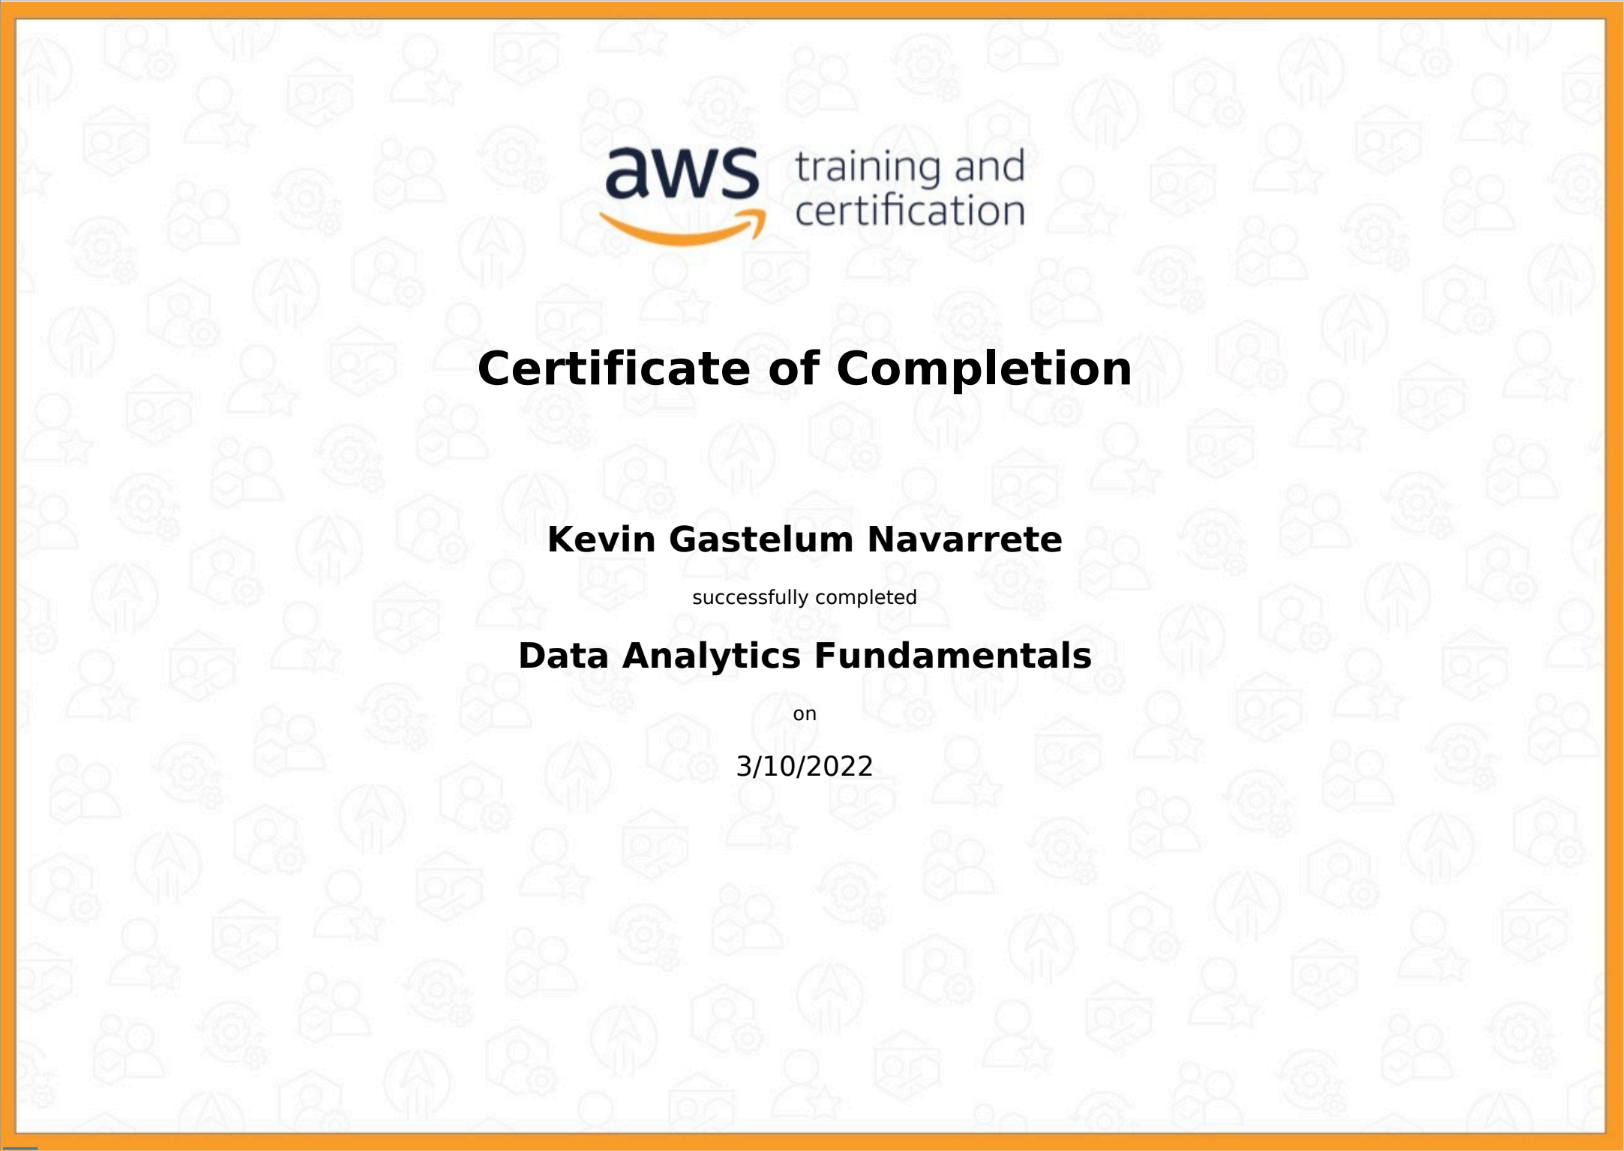 aws training and
certification
Certificate of Completion
Kevin Gastelum Navarrete
successfully completed
Data Analytics Fundamentals
on
3/10/2022